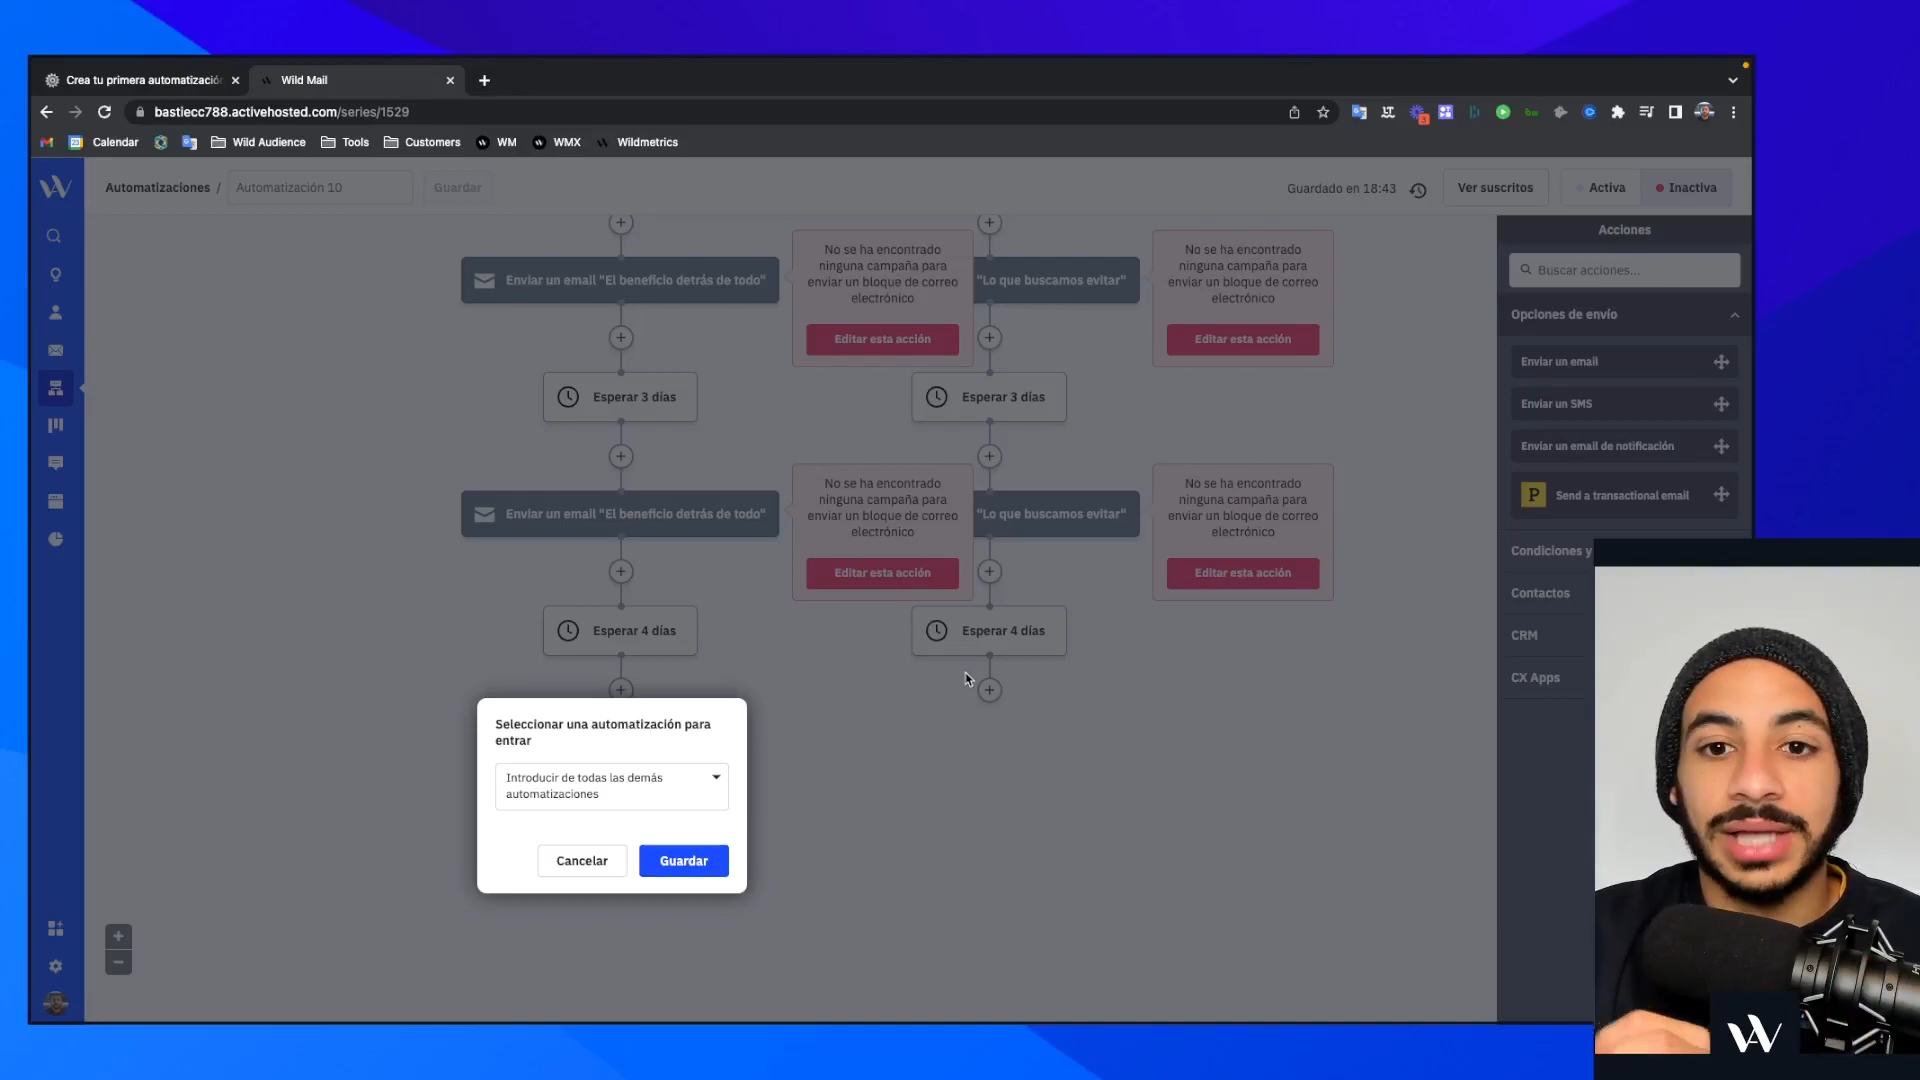 Crea tu primera automatizació
Wild Mail
bastiecc788.activehosted.com/series/1529
3
Calendar
Wild Audience
Tools
Customers
WM
WMX
Wildmetrics
Automatizaciones / Automatización 10
Guardar
Guardado en 18:43
Ver suscritos
Activa
Inactiva
Acciones
Buscar acciones...
Opciones de envío
Enviar un email
Enviar un SMS
Enviar un email de notificación
P
Send a transactional email
Condiciones y
Contactos
CRM
CX Apps
Enviar un email "El beneficio detrás de todo"
No se ha encontrado
ninguna campaña para
enviar un bloque de correo
electrónico
Editar esta acción
"Lo que buscamos evitar"
No se ha encontrado
ninguna campaña para
enviar un bloque de correo
electrónico
Editar esta acción
Esperar 3 días
Esperar 3 días
Enviar un email "El beneficio detrás de todo"
No se ha encontrado
ninguna campaña para
enviar un bloque de correo
electrónico
Editar esta acción
"Lo que buscamos evitar"
No se ha encontrado
ninguna campaña para
enviar un bloque de correo
electrónico
Editar esta acción
Esperar 4 días
Esperar 4 días
Seleccionar una automatización para
entrar
Introducir de todas las demás
automatizaciones
Cancelar
Guardar